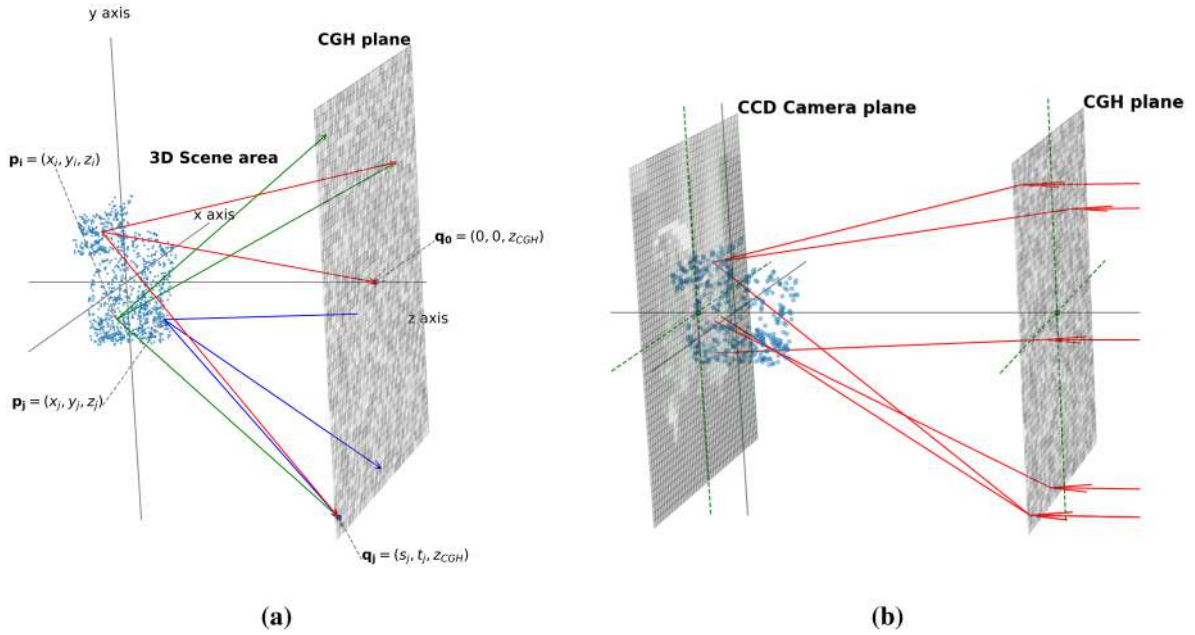 y axis
CGH plane
3D Scene area
p_i = (x_i, y_i, z_i)
x axis
q_0 = (0, 0, z_CGH)
z axis
p_j = (x_j, y_j, z_j)
q_j = (s_j, t_j, z_CGH)
(a)
CCD Camera plane
CGH plane
(b)